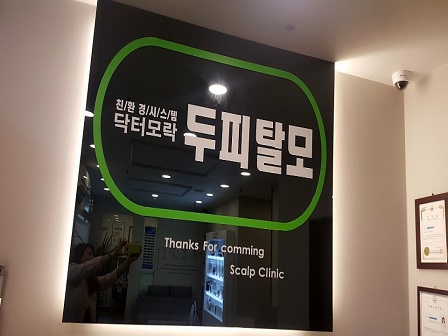 친/환 경/시/스/템
닥터모락 두피탈모
Thanks For comming
Scalp Clinic